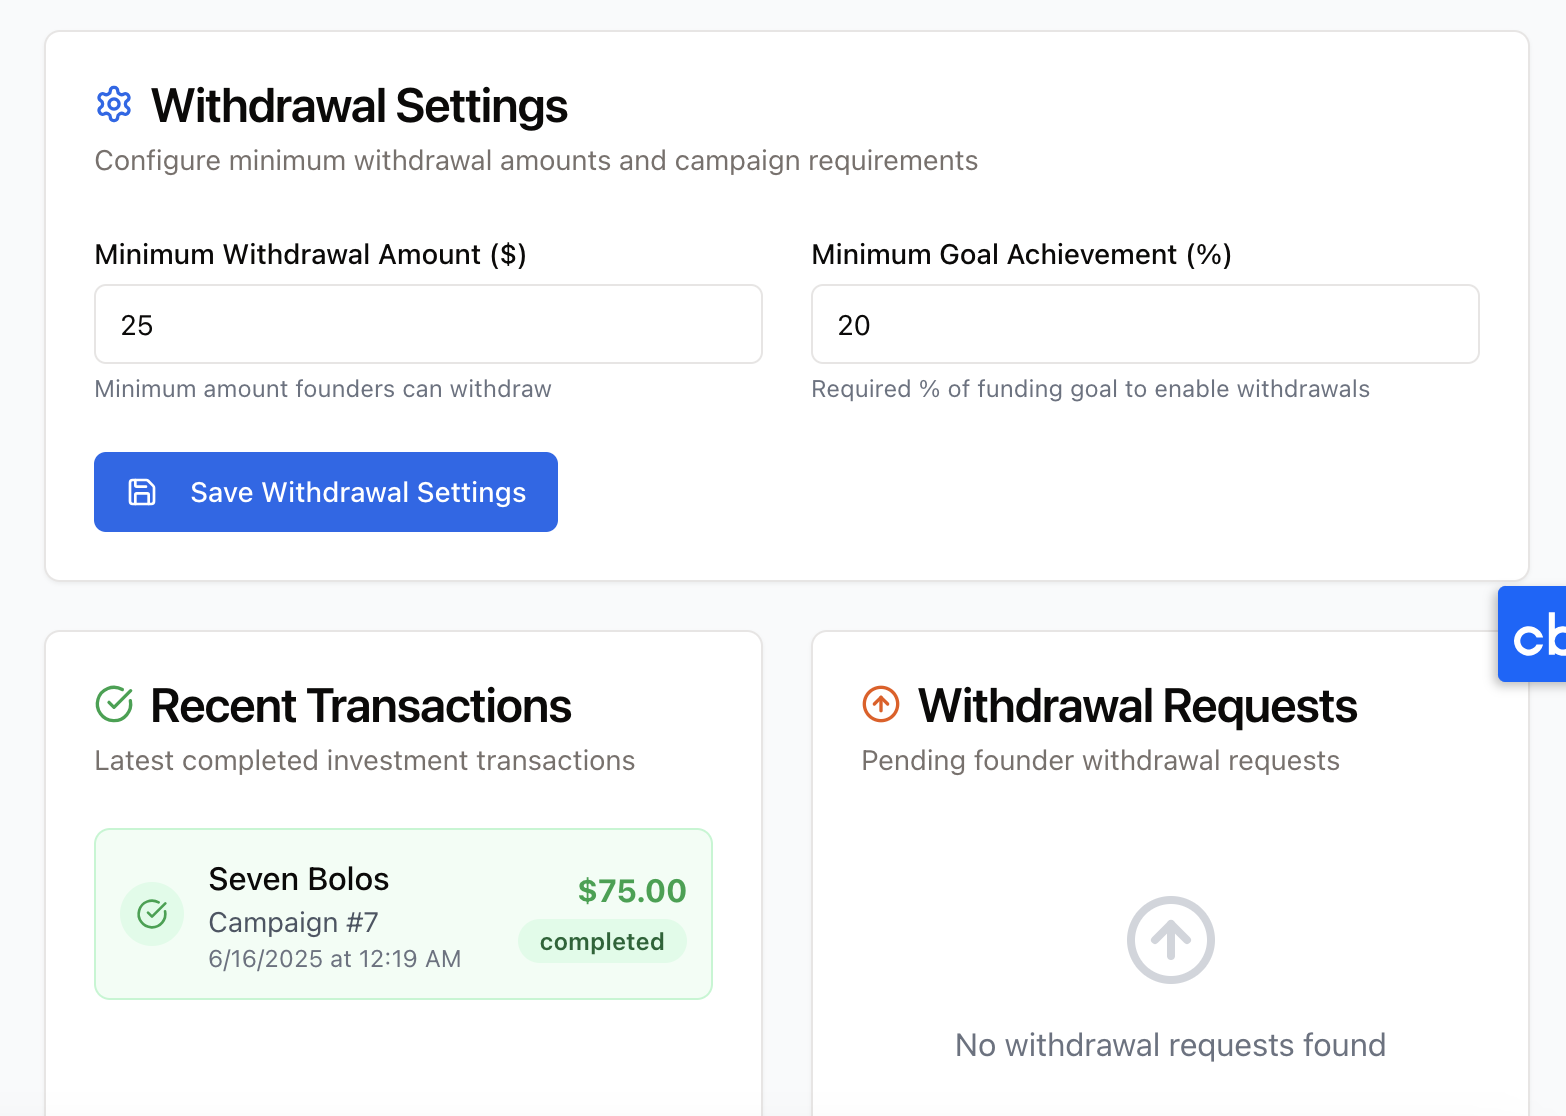 Withdrawal Settings
Configure minimum withdrawal amounts and campaign requirements
Minimum Withdrawal Amount ($)
25
Minimum amount founders can withdraw
Minimum Goal Achievement (%)
20
Required % of funding goal to enable withdrawals
Save Withdrawal Settings
cb
Recent Transactions
Latest completed investment transactions
Seven Bolos
Campaign #7
6/16/2025 at 12:19 AM
$75.00
completed
Withdrawal Requests
Pending founder withdrawal requests
No withdrawal requests found